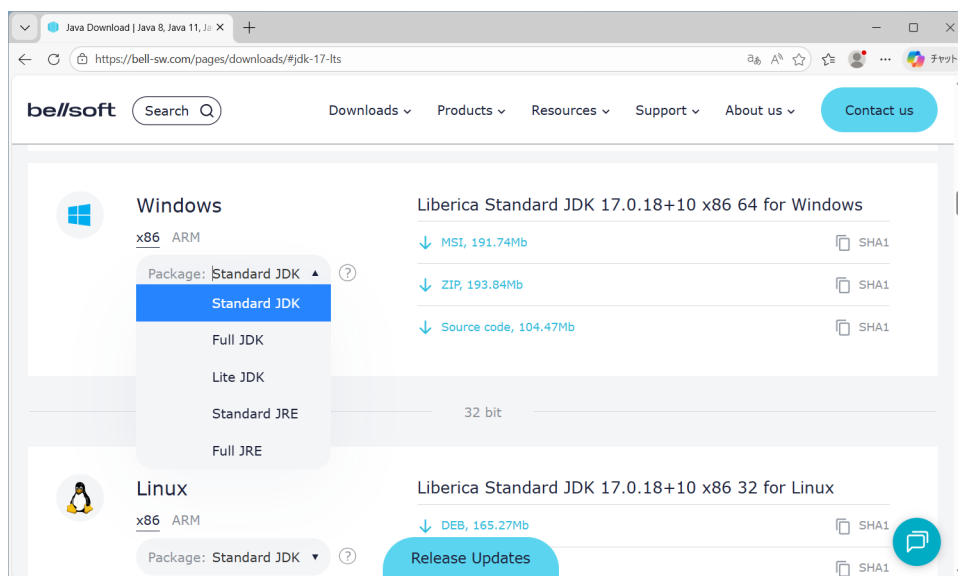 Java Download | Java 8, Java 11, Ja
https://bell-sw.com/pages/downloads/#jdk-17-lts
チャット
bellsoft
Search
Downloads
Products
Resources
Support
About us
Contact us
Windows
x86 ARM
Package: Standard JDK
?
Standard JDK
Full JDK
Lite JDK
Standard JRE
Full JRE
Liberica Standard JDK 17.0.18+10 x86 64 for Windows
MSI, 191.74Mb
SHA1
ZIP, 193.84Mb
SHA1
Source code, 104.47Mb
SHA1
32 bit
Linux
x86 ARM
Package: Standard JDK
?
Liberica Standard JDK 17.0.18+10 x86 32 for Linux
DEB, 165.27Mb
SHA1
SHA1
Release Updates